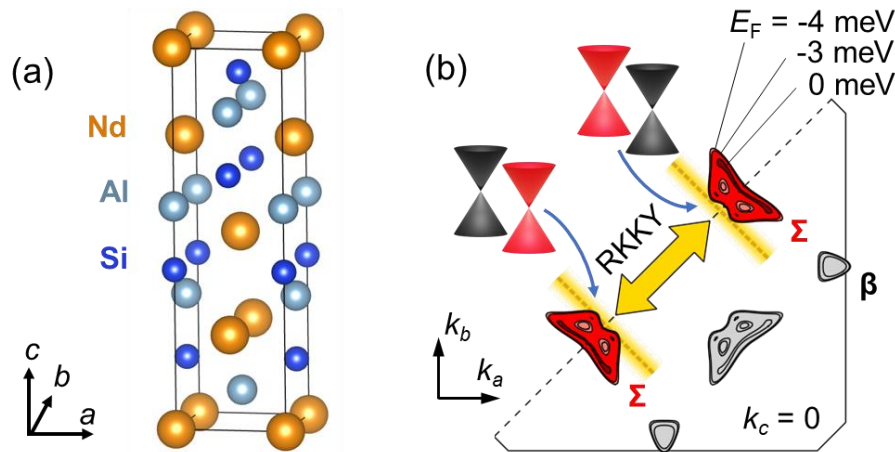 (a)
Nd
Al
Si
c
b
a
(b)
E_F = -4 meV
-3 meV
0 meV
RKKY
Σ
Σ
β
k_b
k_a
k_c = 0